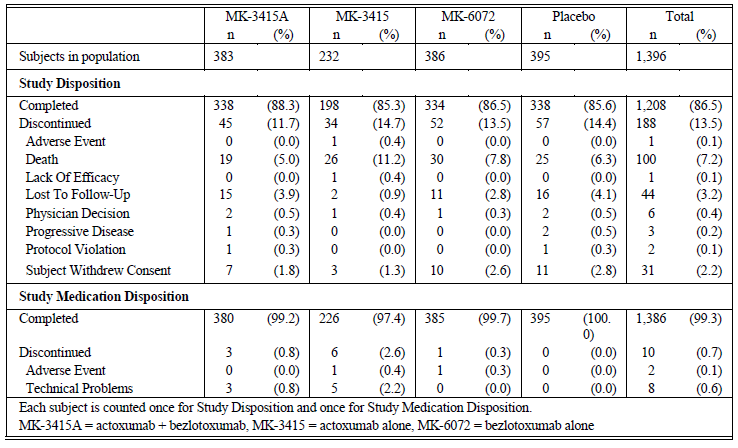 MK-3415A MK-3415 MK-6072 Placebo Total
n (%) n (%) n (%) n (%) n (%)
Subjects in population 383 232 386 395 1,396
Study Disposition
Completed 338 (88.3) 198 (85.3) 334 (86.5) 338 (85.6) 1,208 (86.5)
Discontinued 45 (11.7) 34 (14.7) 52 (13.5) 57 (14.4) 188 (13.5)
Adverse Event 0 (0.0) 1 (0.4) 0 (0.0) 0 (0.0) 1 (0.1)
Death 19 (5.0) 26 (11.2) 30 (7.8) 25 (6.3) 100 (7.2)
Lack Of Efficacy 0 (0.0) 1 (0.4) 0 (0.0) 0 (0.0) 1 (0.1)
Lost To Follow-Up 15 (3.9) 2 (0.9) 11 (2.8) 16 (4.1) 44 (3.2)
Physician Decision 2 (0.5) 1 (0.4) 1 (0.3) 2 (0.5) 6 (0.4)
Progressive Disease 1 (0.3) 0 (0.0) 0 (0.0) 2 (0.5) 3 (0.2)
Protocol Violation 1 (0.3) 0 (0.0) 0 (0.0) 1 (0.3) 2 (0.1)
Subject Withdrew Consent 7 (1.8) 3 (1.3) 10 (2.6) 11 (2.8) 31 (2.2)
Study Medication Disposition
Completed 380 (99.2) 226 (97.4) 385 (99.7) 395 (100. 1,386 (99.3)
0)
Discontinued 3 (0.8) 6 (2.6) 1 (0.3) 0 (0.0) 10 (0.7)
Adverse Event 0 (0.0) 1 (0.4) 1 (0.3) 0 (0.0) 2 (0.1)
Technical Problems 3 (0.8) 5 (2.2) 0 (0.0) 0 (0.0) 8 (0.6)
Each subject is counted once for Study Disposition and once for Study Medication Disposition.
MK-3415A = actoxumab + bezlotoxumab, MK-3415 = actoxumab alone, MK-6072 = bezlotoxumab alone